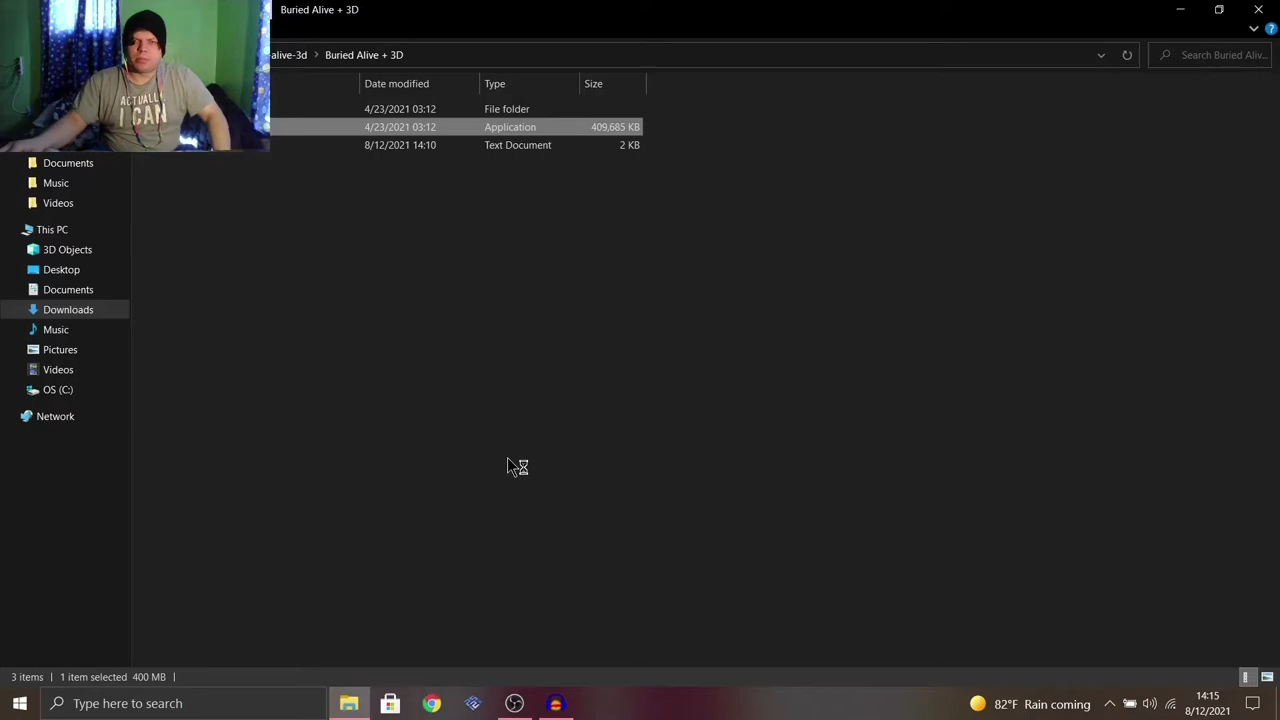 Buried Alive + 3D
alive-3d > Buried Alive + 3D
Search Buried Aliv...
Date modified Type Size
4/23/2021 03:12 File folder
4/23/2021 03:12 Application 409,685 KB
8/12/2021 14:10 Text Document 2 KB
ACTUALLY
I CAN
Documents
Music
Videos
This PC
3D Objects
Desktop
Documents
Downloads
Music
Pictures
Videos
OS (C:)
Network
3 items 1 item selected 400 MB
Type here to search
82°F Rain coming
14:15
8/12/2021